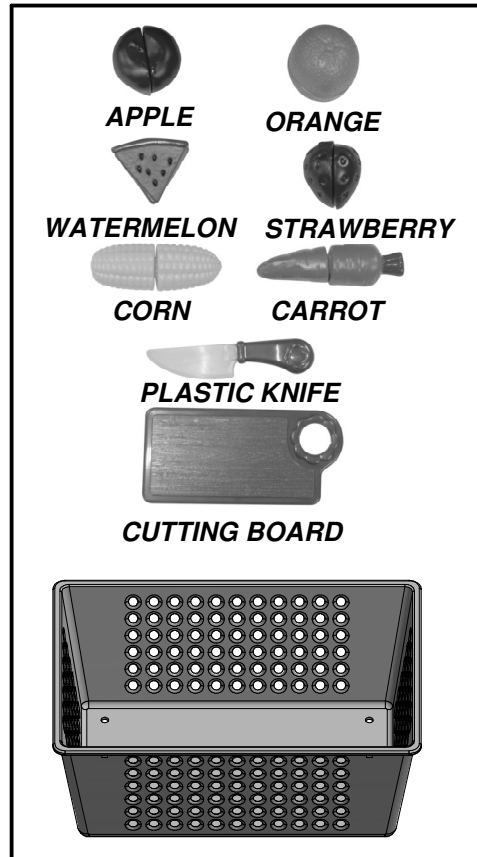 APPLE
ORANGE
WATERMELON
STRAWBERRY
CORN
CARROT
PLASTIC KNIFE
CUTTING BOARD